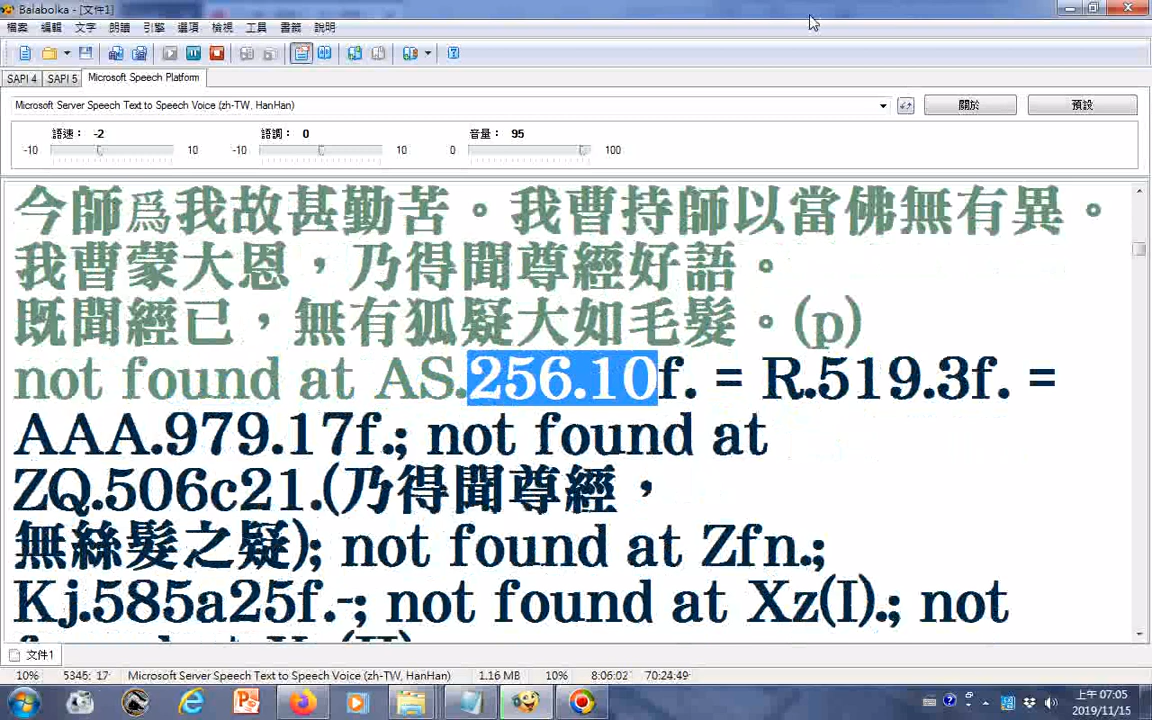 Balabolka - [文件1]
檔案 編輯 文字 朗讀 引擎 選項 檢視 工具 書籤 說明
SAPI 4 SAPI 5 Microsoft Speech Platform
Microsoft Server Speech Text to Speech Voice (zh-TW, HanHan) 關於 預設
語速： -2 語調： 0 音量： 95
-10 10 -10 10 0 100
今師爲我故甚勤苦。我曹持師以當佛無有異。
我曹蒙大恩，乃得聞尊經好語。
既聞經已，無有狐疑大如毛髮。(p)
not found at AS.256.10f. = R.519.3f. =
AAA.979.17f.; not found at
ZQ.506c21.(乃得聞尊經，
無絲髮之疑); not found at Zfn.;
Kj.585a25f.-; not found at Xz(I).; not
文件1
10% 5345: 17 Microsoft Server Speech Text to Speech Voice (zh-TW, HanHan) 1.16 MB 10% 8:06:02 70:24:49
上午 07:05
2019/11/15